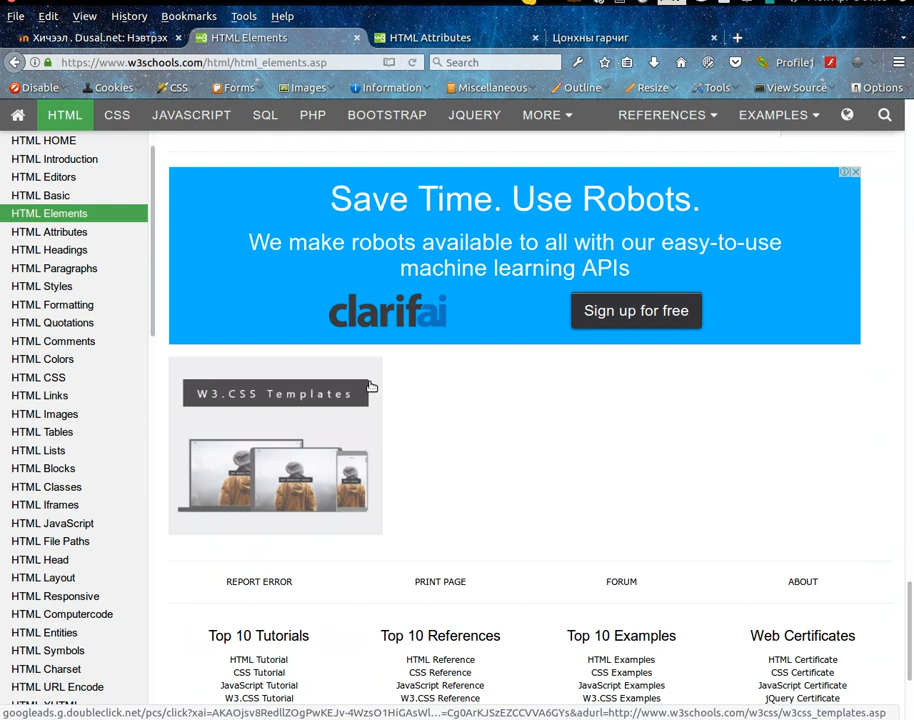 File Edit View History Bookmarks Tools Help
Хичээл . Dusal.net: Нэвтрэх HTML Elements HTML Attributes Цонхны гарчиг
https://www.w3schools.com/html/html_elements.asp Search Profilej
Disable Cookies CSS Forms Images Information Miscellaneous Outline Resize Tools View Source Options
HTML CSS JAVASCRIPT SQL PHP BOOTSTRAP JQUERY MORE REFERENCES EXAMPLES
HTML HOME
HTML Introduction
HTML Editors
HTML Basic
HTML Elements
HTML Attributes
HTML Headings
HTML Paragraphs
HTML Styles
HTML Formatting
HTML Quotations
HTML Comments
HTML Colors
HTML CSS
HTML Links
HTML Images
HTML Tables
HTML Lists
HTML Blocks
HTML Classes
HTML Iframes
HTML JavaScript
HTML File Paths
HTML Head
HTML Layout
HTML Responsive
HTML Computercode
HTML Entities
HTML Symbols
HTML Charset
HTML URL Encode
Save Time. Use Robots.
We make robots available to all with our easy-to-use
machine learning APIs
clarifai Sign up for free
W3.CSS Templates
REPORT ERROR PRINT PAGE FORUM ABOUT
Top 10 Tutorials
HTML Tutorial
CSS Tutorial
JavaScript Tutorial
W3.CSS Tutorial
Top 10 References
HTML Reference
CSS Reference
JavaScript Reference
W3.CSS Reference
Top 10 Examples
HTML Examples
CSS Examples
JavaScript Examples
W3.CSS Examples
Web Certificates
HTML Certificate
CSS Certificate
JavaScript Certificate
jQuery Certificate